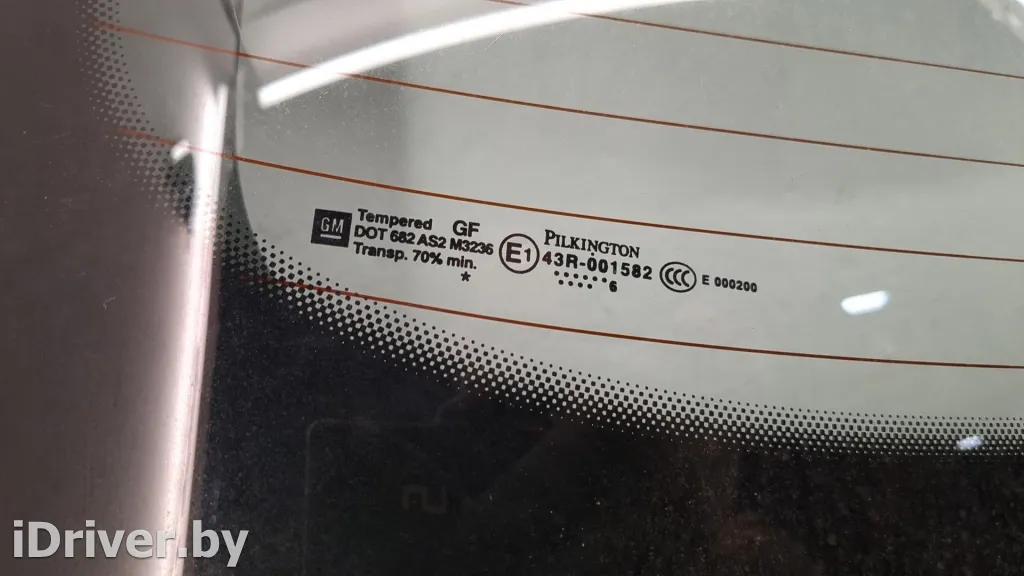 GM
Tempered GF
DOT 682 AS2 M3236
Transp. 70% min.
*
E1
PILKINGTON
43R-001582
..... 6
CCC E 000200
iDriver.by